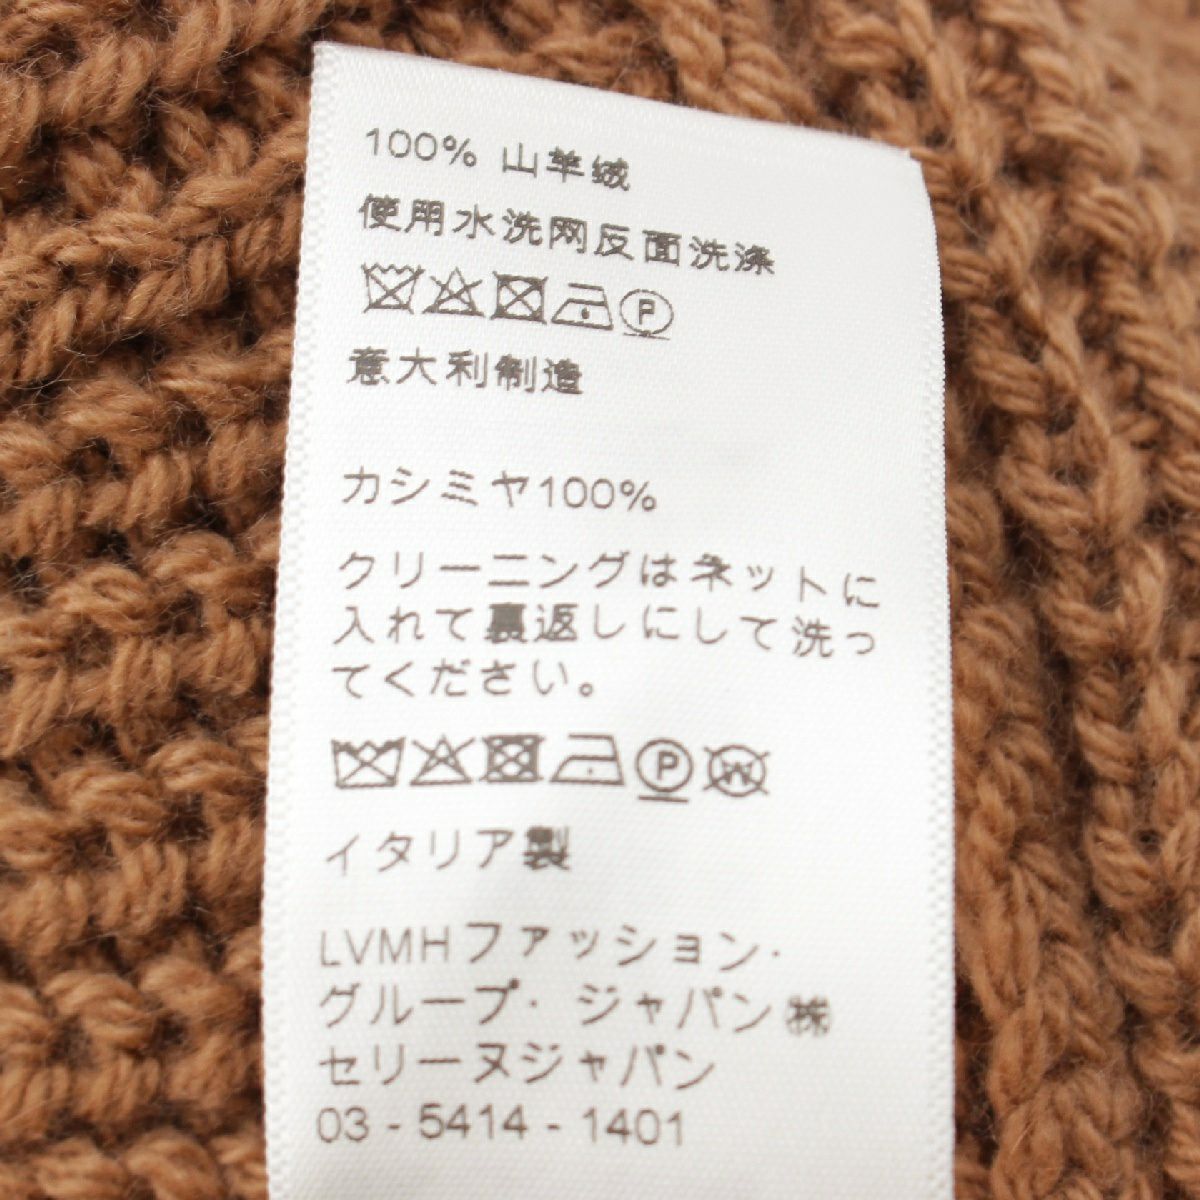 100% 山羊绒
使用水洗网反面洗涤
P
意大利制造
カシミヤ100%
クリーニングはネットに
入れて裏返しにして洗っ
てください。
P W
イタリア製
LVMHファッション・
グループ・ジャパン㈱
セリーヌジャパン
03 - 5414 - 1401